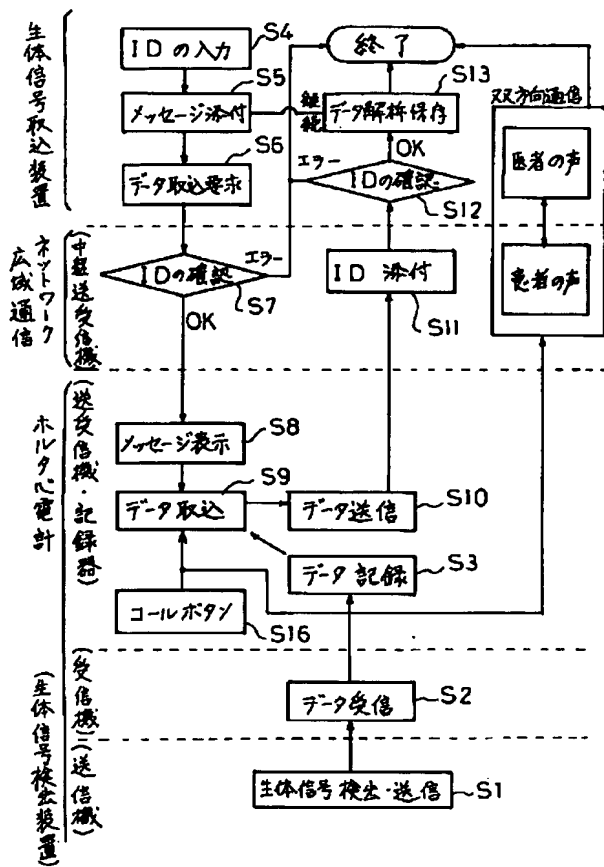 生体信号取込装置
IDの入力
S4
メッセージ添付
S5
データ取込要求
S6
終了
S13
継続
データ解析保存
OK
エラー
IDの確認
S12
双方向通信
医者の声
患者の声
広域通信
ネットワーク
(中継送受信機)
IDの確認
エラー
S7
OK
ID 添付
S11
ホルタ心電計
(送受信機・記録器)
メッセージ表示
S8
データ取込
S9
データ送信
S10
データ記録
S3
コールボタン
S16
(受信機)
データ受信
S2
(生体信号検出装置)
(送信機)
生体信号検出・送信
S1